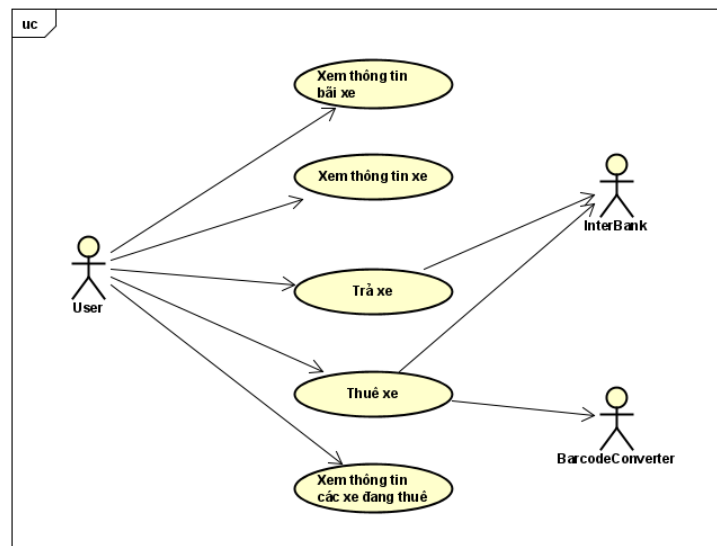 uc
Xem thông tin
bãi xe
Xem thông tin xe
InterBank
Trả xe
User
Thuê xe
BarcodeConverter
Xem thông tin
các xe đang thuê